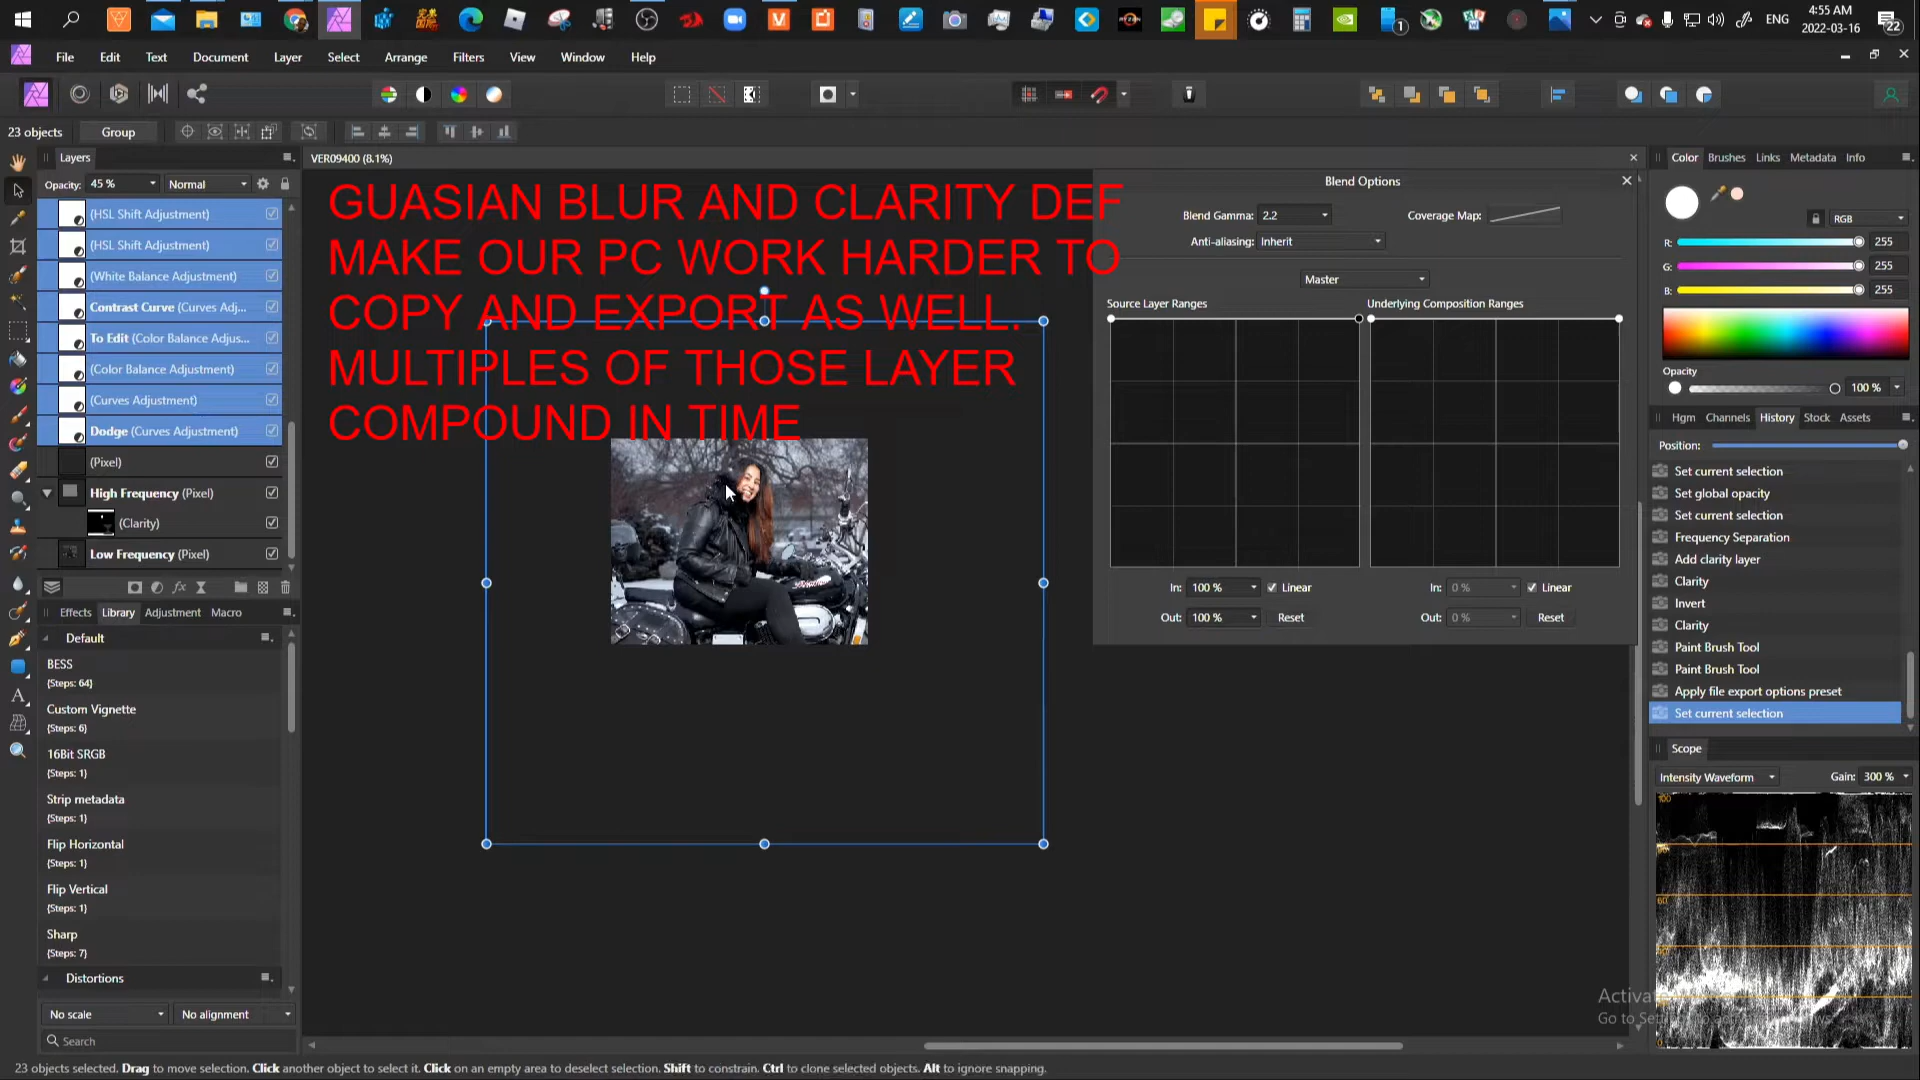 4:55 AM
ENG
2022-03-16
22
1
File Edit Text Document Layer Select Arrange Filters View Window Help
23 objects Group
Layers
VER09400 (8.1%)
Opacity: 45 % Normal
(HSL Shift Adjustment)
(HSL Shift Adjustment)
(White Balance Adjustment)
Contrast Curve (Curves Adj...
To Edit (Color Balance Adjus...
(Color Balance Adjustment)
(Curves Adjustment)
Dodge (Curves Adjustment)
(Pixel)
High Frequency (Pixel)
(Clarity)
Low Frequency (Pixel)
Effects Library Adjustment Macro
Default
BESS
{Steps: 64}
Custom Vignette
{Steps: 6}
16Bit SRGB
{Steps: 1}
Strip metadata
{Steps: 1}
Flip Horizontal
{Steps: 1}
Flip Vertical
{Steps: 1}
Sharp
{Steps: 7}
Distortions
No scale No alignment
Search
GUASIAN BLUR AND CLARITY DEF
MAKE OUR PC WORK HARDER TO
COPY AND EXPORT AS WELL.
MULTIPLES OF THOSE LAYER
COMPOUND IN TIME
Blend Options
Blend Gamma: 2.2 Coverage Map:
Anti-aliasing: Inherit
Master
Source Layer Ranges Underlying Composition Ranges
In: 100 % Linear In: 0 % Linear
Out: 100 % Reset Out: 0 % Reset
Color Brushes Links Metadata Info
RGB
R: 255
G: 255
B: 255
Opacity
100 %
Hgm Channels History Stock Assets
Position:
Set current selection
Set global opacity
Set current selection
Frequency Separation
Add clarity layer
Clarity
Invert
Clarity
Paint Brush Tool
Paint Brush Tool
Apply file export options preset
Set current selection
Scope
Intensity Waveform Gain: 300 %
100
60
23 objects selected. Drag to move selection. Click another object to select it. Click on an empty area to deselect selection. Shift to constrain. Ctrl to clone selected objects. Alt to ignore snapping.